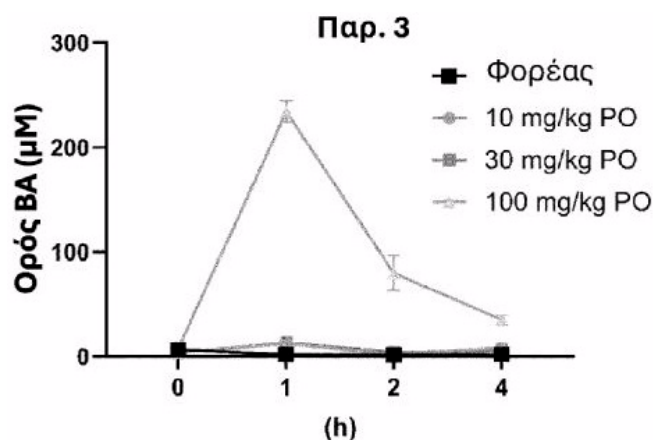 Παρ. 3
300
200
100
0
Ορός BA (μM)
0 1 2 4
(h)
Φορέας
10 mg/kg PO
30 mg/kg PO
100 mg/kg PO